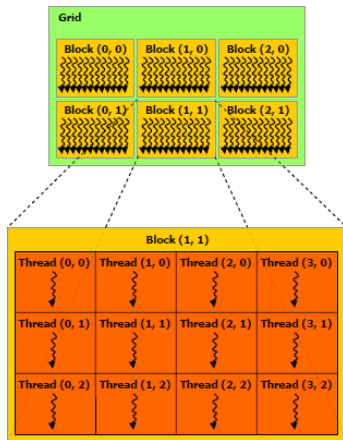 Grid
Block (0, 0) Block (1, 0) Block (2, 0)
Block (0, 1) Block (1, 1) Block (2, 1)
Block (1, 1)
Thread (0, 0) Thread (1, 0) Thread (2, 0) Thread (3, 0)
Thread (0, 1) Thread (1, 1) Thread (2, 1) Thread (3, 1)
Thread (0, 2) Thread (1, 2) Thread (2, 2) Thread (3, 2)